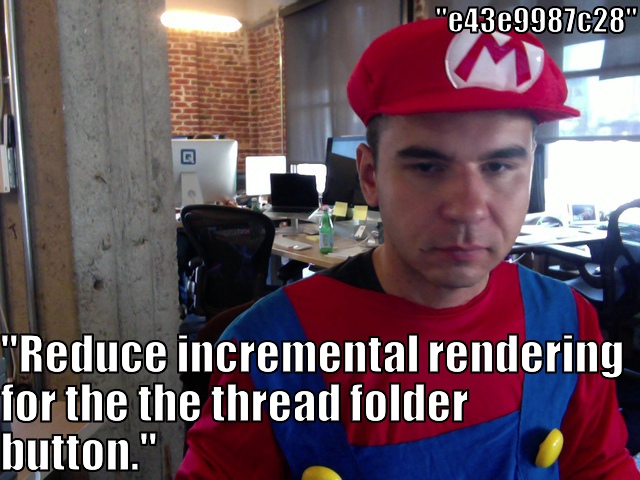 "e43e9987c28"
M
Q
"Reduce incremental rendering
for the the thread folder
button."